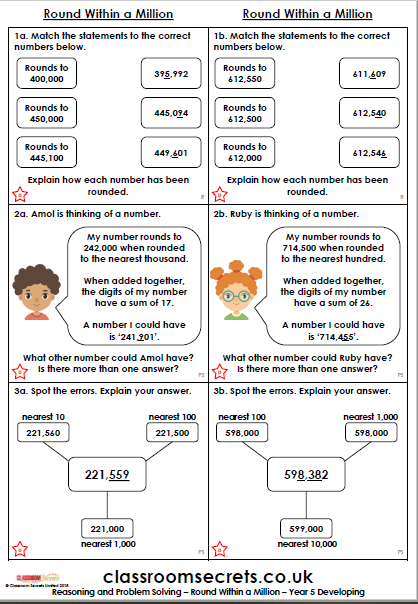 Round Within a Million
Round Within a Million
1a. Match the statements to the correct
numbers below.
Rounds to
400,000
395,992
Rounds to
450,000
445,094
Rounds to
445,100
449,601
Explain how each number has been
rounded.
D
R
1b. Match the statements to the correct
numbers below.
Rounds to
612,550
611,609
Rounds to
612,500
612,540
Rounds to
612,000
612,546
Explain how each number has been
rounded.
D
R
2a. Amol is thinking of a number.
My number rounds to
242,000 when rounded
to the nearest thousand.
When added together,
the digits of my number
have a sum of 17.
A number I could have
is ‘241,901’.
What other number could Amol have?
Is there more than one answer?
D
PS
2b. Ruby is thinking of a number.
My number rounds to
714,500 when rounded
to the nearest hundred.
When added together,
the digits of my number
have a sum of 26.
A number I could have
is ‘714,455’.
What other number could Ruby have?
Is there more than one answer?
D
PS
3a. Spot the errors. Explain your answer.
nearest 10
nearest 100
221,560
221,500
221,559
221,000
nearest 1,000
D
PS
3b. Spot the errors. Explain your answer.
nearest 100
nearest 1,000
598,000
598,000
598,382
599,000
nearest 10,000
D
PS
CLASSROOM Secrets
© Classroom Secrets Limited 2018
classroomsecrets.co.uk
Reasoning and Problem Solving – Round Within a Million – Year 5 Developing